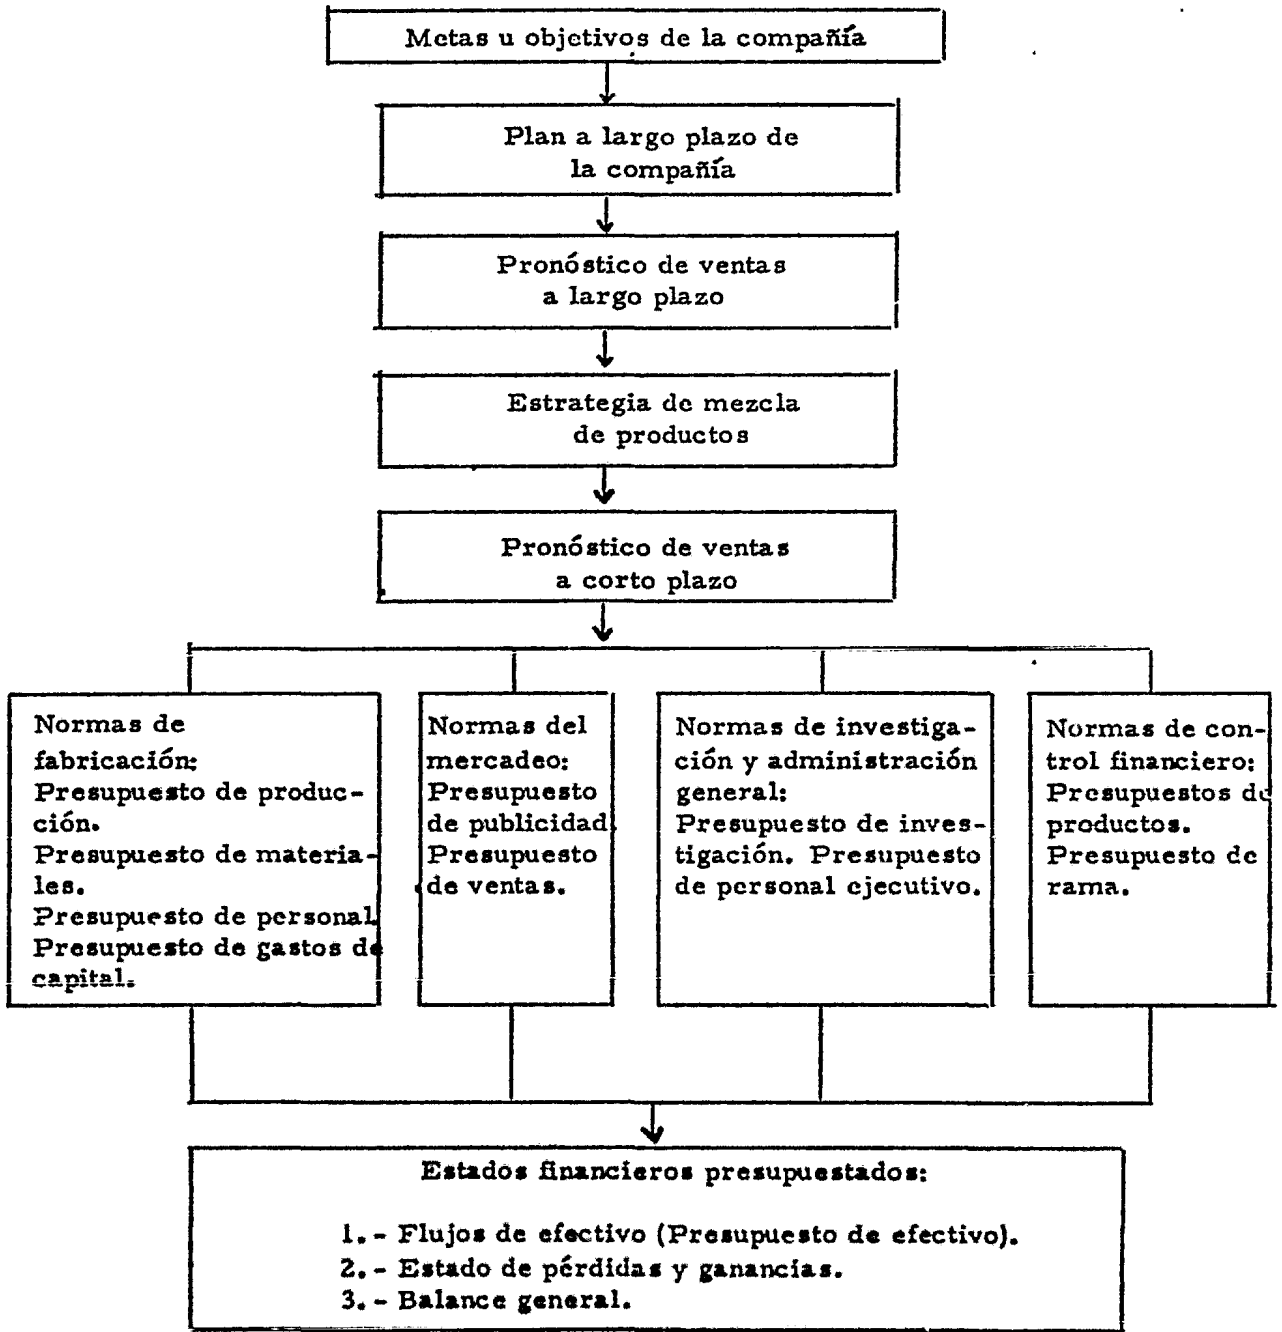 Metas u objetivos de la compañía
Plan a largo plazo de
la compañía
Pronóstico de ventas
a largo plazo
Estrategia de mezcla
de productos
Pronóstico de ventas
a corto plazo
Normas de
fabricación:
Presupuesto de produc-
ción.
Presupuesto de materia-
les.
Presupuesto de personal.
Presupuesto de gastos de
capital.
Normas del
mercadeo:
Presupuesto
de publicidad.
Presupuesto
de ventas.
Normas de investiga-
ción y administración
general:
Presupuesto de inves-
tigación. Presupuesto
de personal ejecutivo.
Normas de con-
trol financiero:
Presupuestos de
productos.
Presupuesto de
rama.
Estados financieros presupuestados:
1. - Flujos de efectivo (Presupuesto de efectivo).
2. - Estado de pérdidas y ganancias.
3. - Balance general.